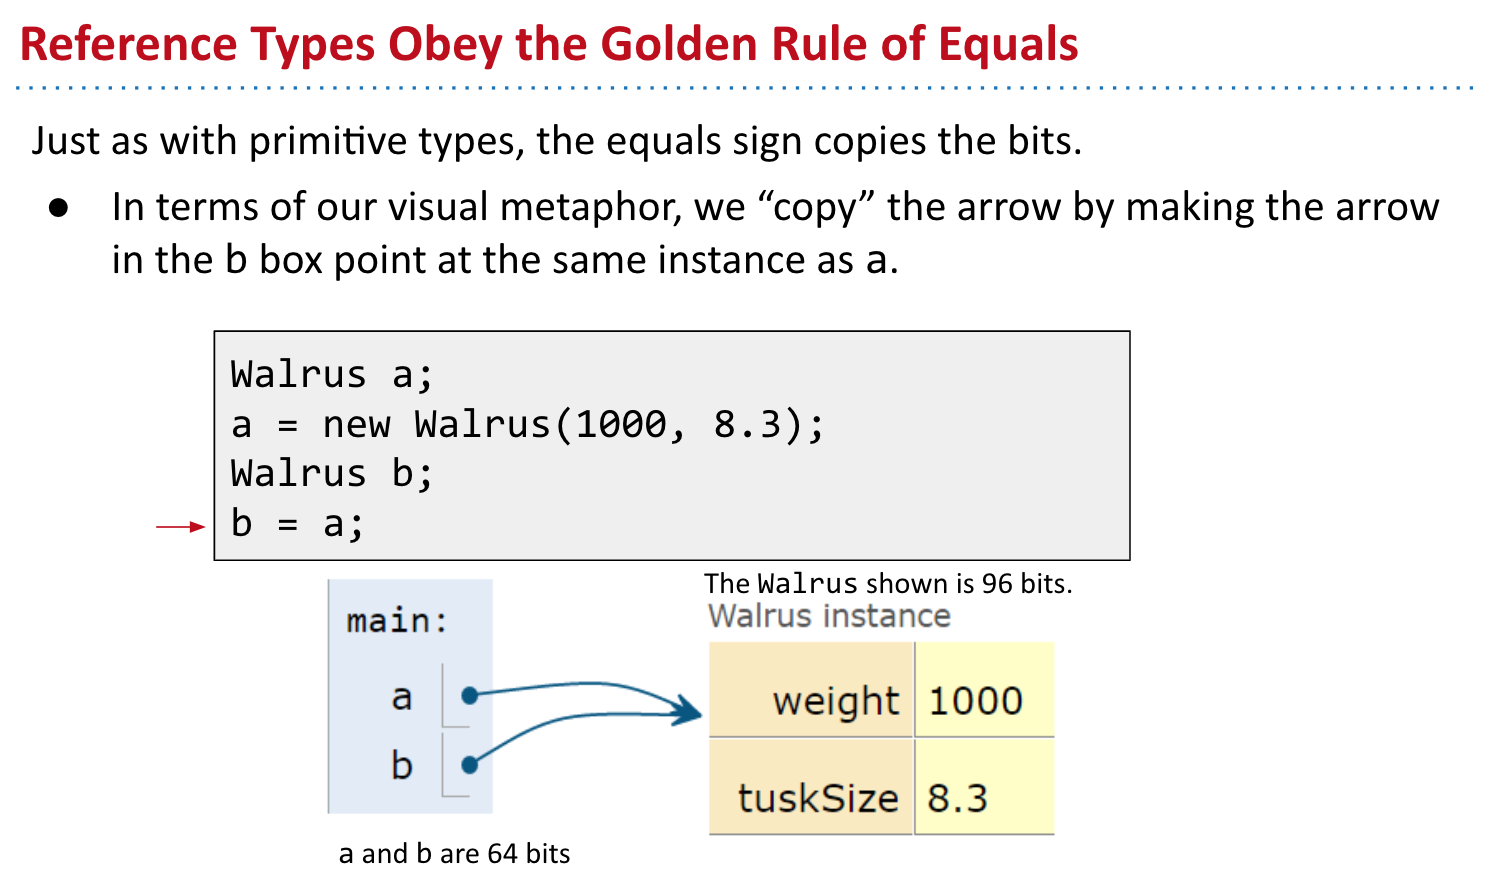 Reference Types Obey the Golden Rule of Equals
Just as with primitive types, the equals sign copies the bits.
● In terms of our visual metaphor, we “copy” the arrow by making the arrow
in the b box point at the same instance as a.
Walrus a;
a = new Walrus(1000, 8.3);
Walrus b;
b = a;
The Walrus shown is 96 bits.
Walrus instance
main:
a
b
weight 1000
tuskSize 8.3
a and b are 64 bits